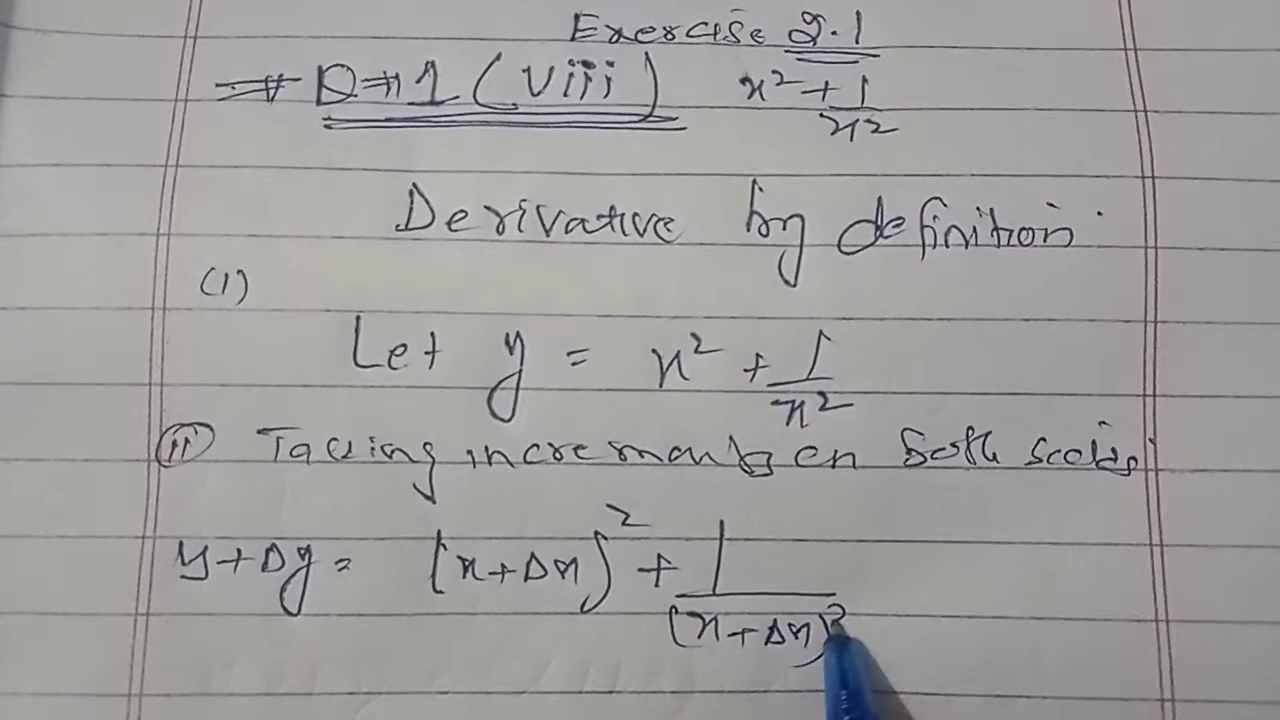 Exercise 2.1
Q#1 (viii) x² + 1/x²
Derivative by definition.
(1)
Let y = x² + 1/x²
(ii) Taking increments on both
y+Δy = (x+Δx)² + 1/(x+Δx)²